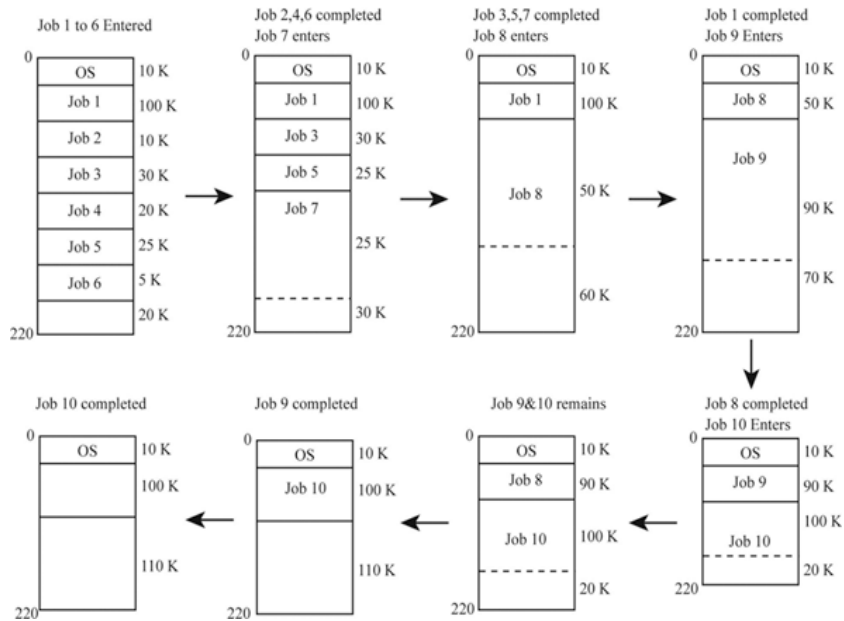 Job 1 to 6 Entered
0
OS
10 K
Job 1
100 K
Job 2
10 K
Job 3
30 K
Job 4
20 K
Job 5
25 K
Job 6
5 K
20 K
220
Job 2,4,6 completed
Job 7 enters
0
OS
10 K
Job 1
100 K
Job 3
30 K
Job 5
25 K
Job 7
25 K
30 K
220
Job 3,5,7 completed
Job 8 enters
0
OS
10 K
Job 1
100 K
Job 8
50 K
60 K
220
Job 1 completed
Job 9 Enters
0
OS
10 K
Job 8
50 K
Job 9
90 K
70 K
220
Job 8 completed
Job 10 Enters
0
OS
10 K
Job 9
90 K
100 K
Job 10
20 K
220
Job 9&10 remains
0
OS
10 K
Job 8
90 K
Job 10
100 K
20 K
220
Job 9 completed
0
OS
10 K
Job 10
100 K
110 K
220
Job 10 completed
0
OS
10 K
100 K
110 K
220